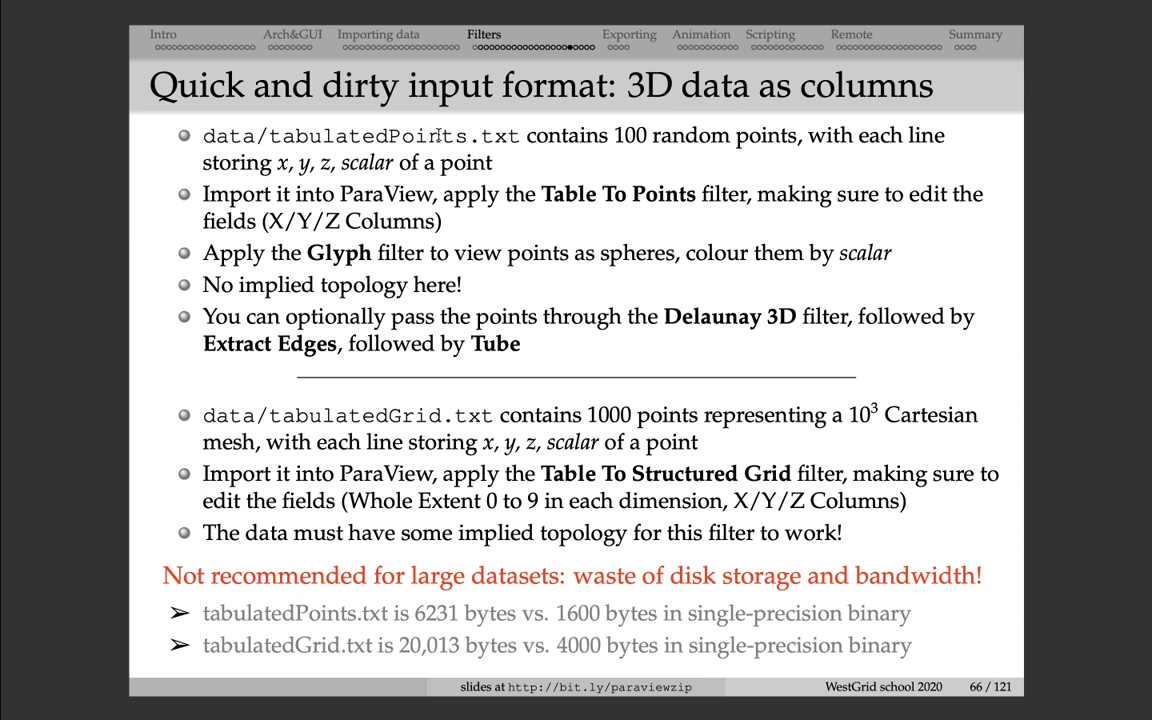 Intro Arch&GUI Importing data Filters Exporting Animation Scripting Remote Summary
Quick and dirty input format: 3D data as columns
data/tabulatedPoints.txt contains 100 random points, with each line
storing x, y, z, scalar of a point
Import it into ParaView, apply the Table To Points filter, making sure to edit the
fields (X/Y/Z Columns)
Apply the Glyph filter to view points as spheres, colour them by scalar
No implied topology here!
You can optionally pass the points through the Delaunay 3D filter, followed by
Extract Edges, followed by Tube
data/tabulatedGrid.txt contains 1000 points representing a 10³ Cartesian
mesh, with each line storing x, y, z, scalar of a point
Import it into ParaView, apply the Table To Structured Grid filter, making sure to
edit the fields (Whole Extent 0 to 9 in each dimension, X/Y/Z Columns)
The data must have some implied topology for this filter to work!
Not recommended for large datasets: waste of disk storage and bandwidth!
➢ tabulatedPoints.txt is 6231 bytes vs. 1600 bytes in single-precision binary
➢ tabulatedGrid.txt is 20,013 bytes vs. 4000 bytes in single-precision binary
slides at http://bit.ly/paraviewzip WestGrid school 2020 66 / 121